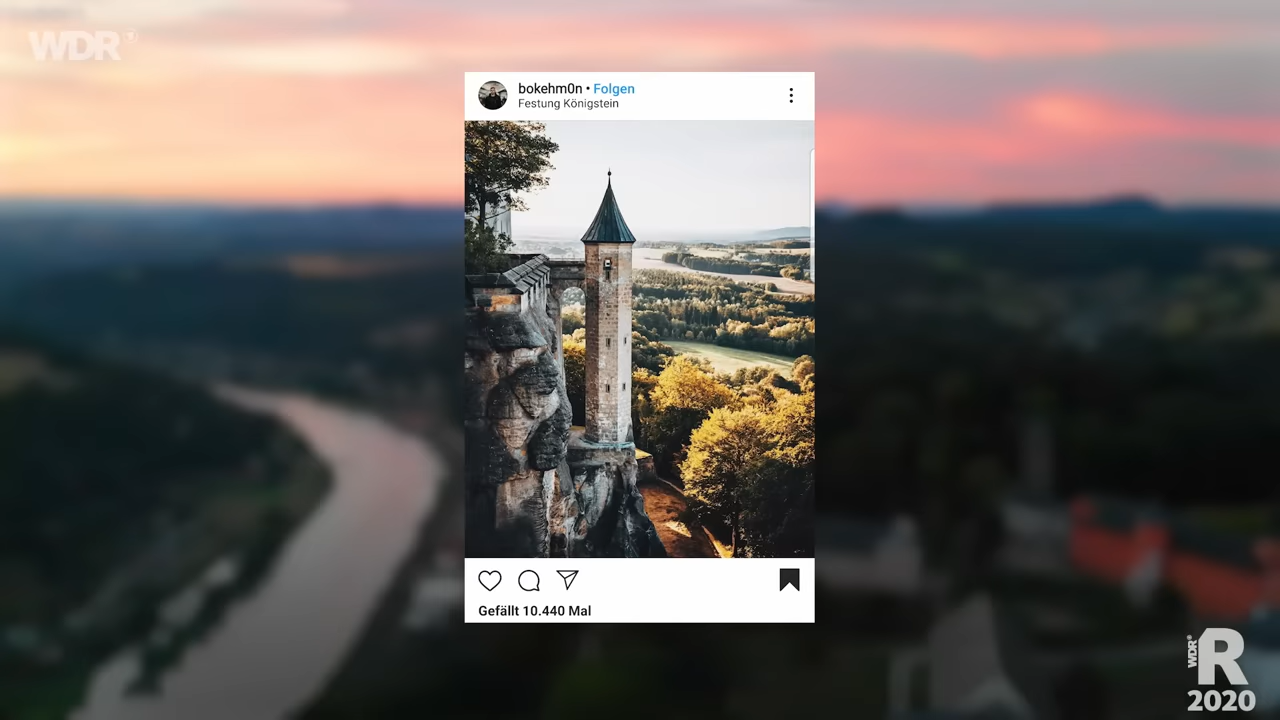 WDR
bokehm0n • Folgen
Festung Königstein
Gefällt 10.440 Mal
WDR® R
2020